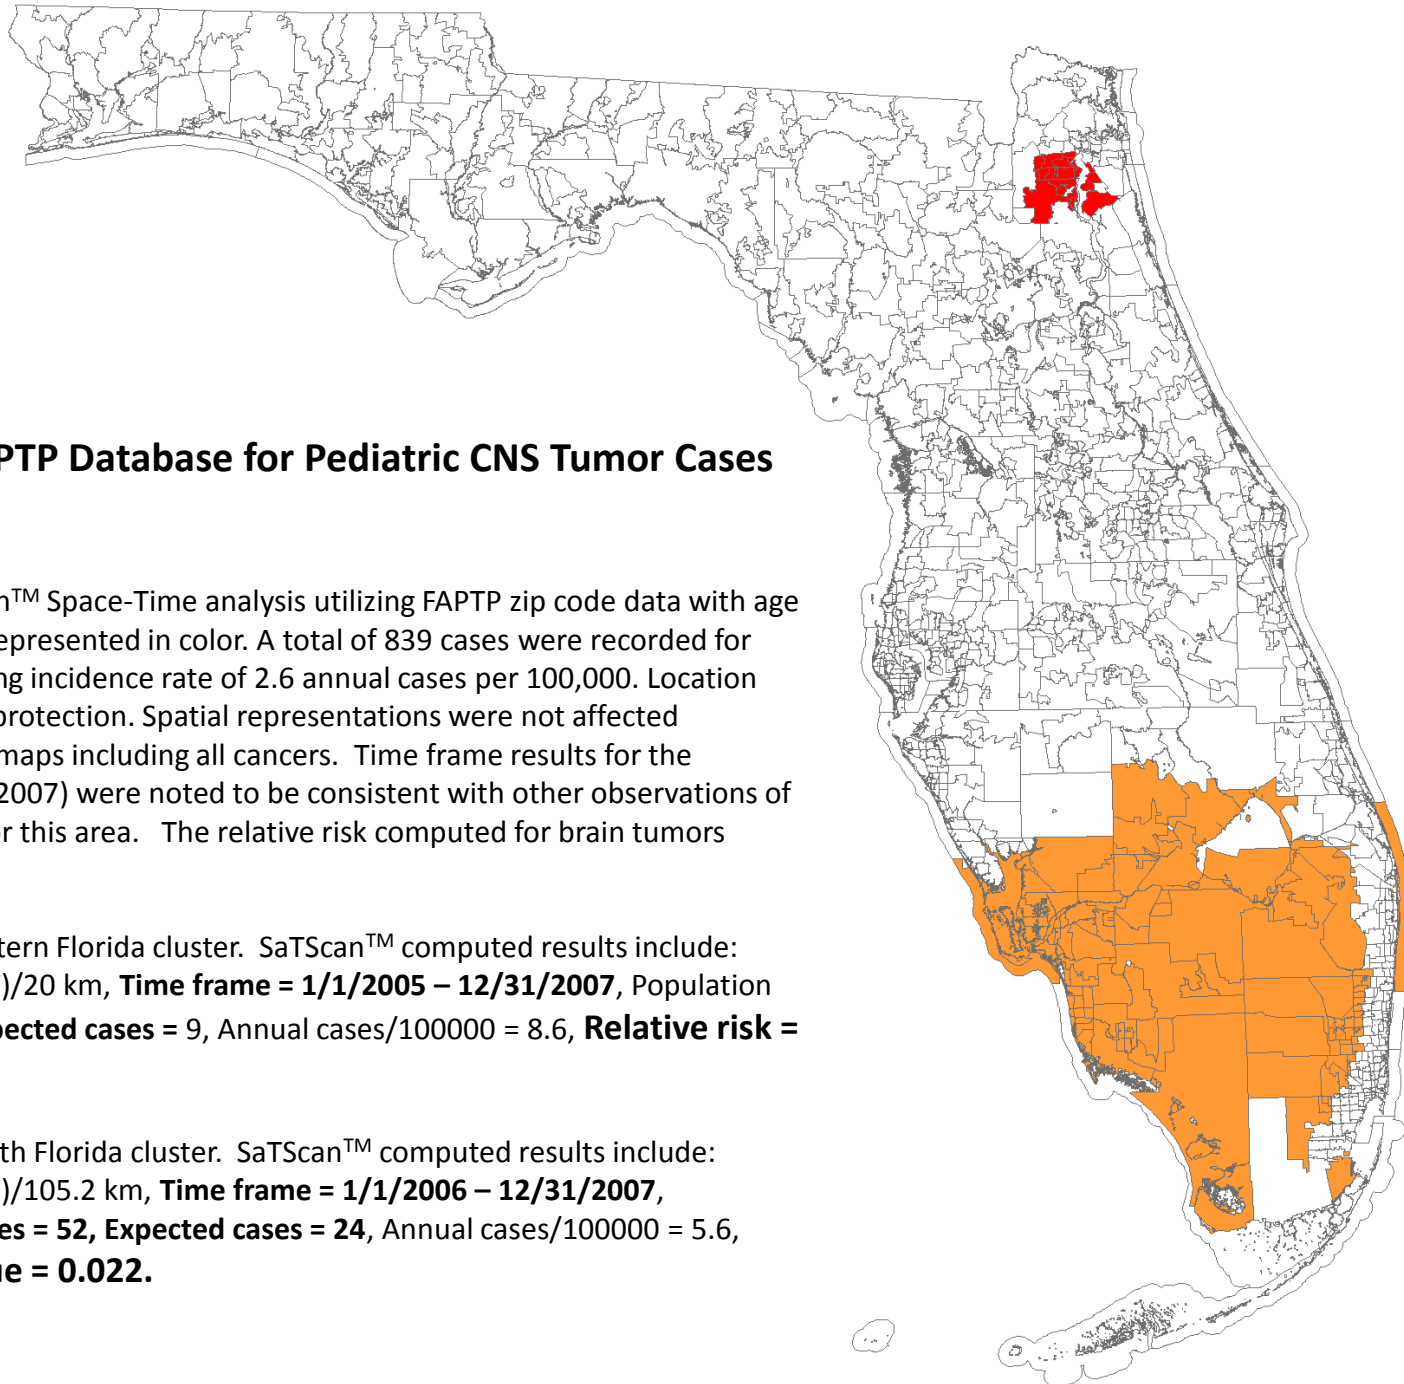 PTP Database for Pediatric CNS Tumor Cases
n™ Space-Time analysis utilizing FAPTP zip code data with age
epresented in color. A total of 839 cases were recorded for
ng incidence rate of 2.6 annual cases per 100,000. Location
protection. Spatial representations were not affected
maps including all cancers. Time frame results for the
2007) were noted to be consistent with other observations of
or this area. The relative risk computed for brain tumors
tern Florida cluster. SaTScan™ computed results include:
)/20 km, Time frame = 1/1/2005 – 12/31/2007, Population
pected cases = 9, Annual cases/100000 = 8.6, Relative risk =
th Florida cluster. SaTScan™ computed results include:
)/105.2 km, Time frame = 1/1/2006 – 12/31/2007,
es = 52, Expected cases = 24, Annual cases/100000 = 5.6,
ue = 0.022.